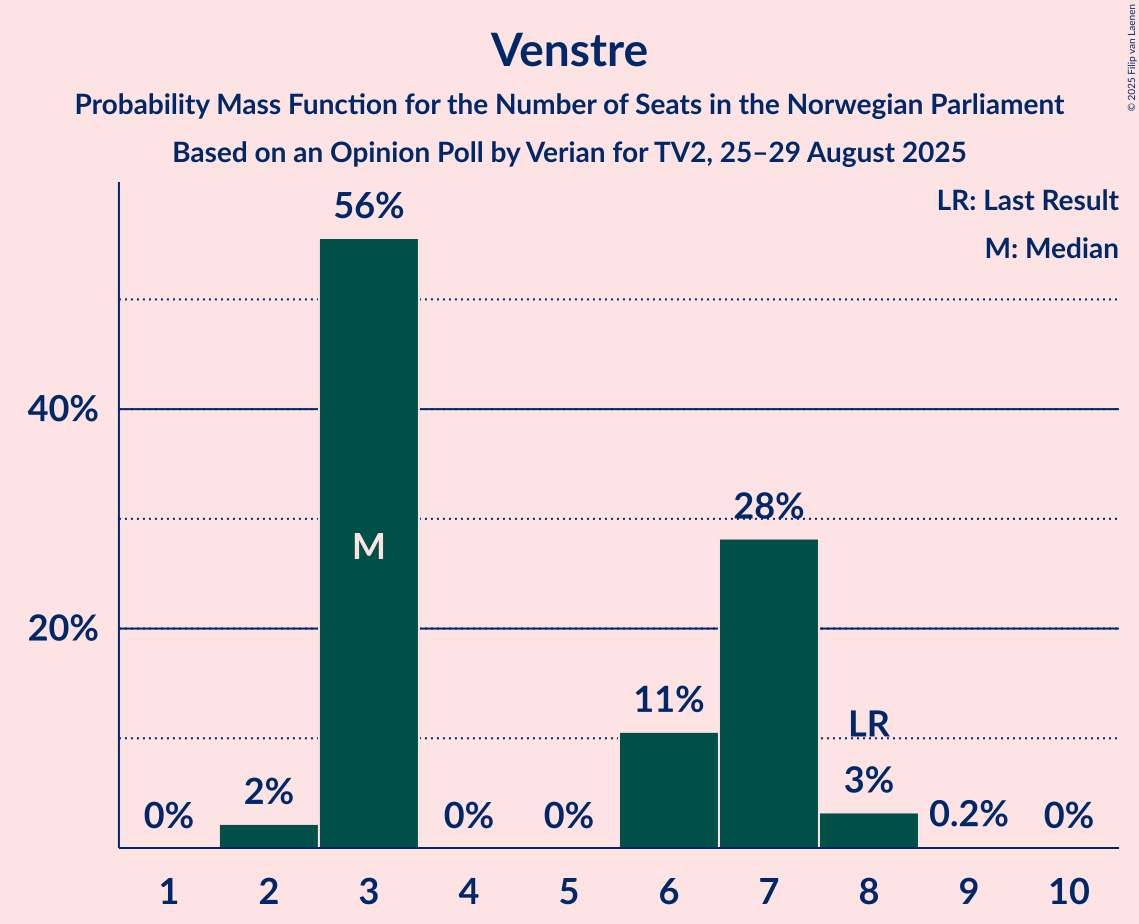 Venstre
Probability Mass Function for the Number of Seats in the Norwegian Parliament
Based on an Opinion Poll by Verian for TV2, 25–29 August 2025
© 2025 Filip van Laenen
LR: Last Result
M: Median
56%
40%
28%
M
20%
11%
LR
2%
3%
0%
0%
0%
0.2%
0%
1 2 3 4 5 6 7 8 9 10